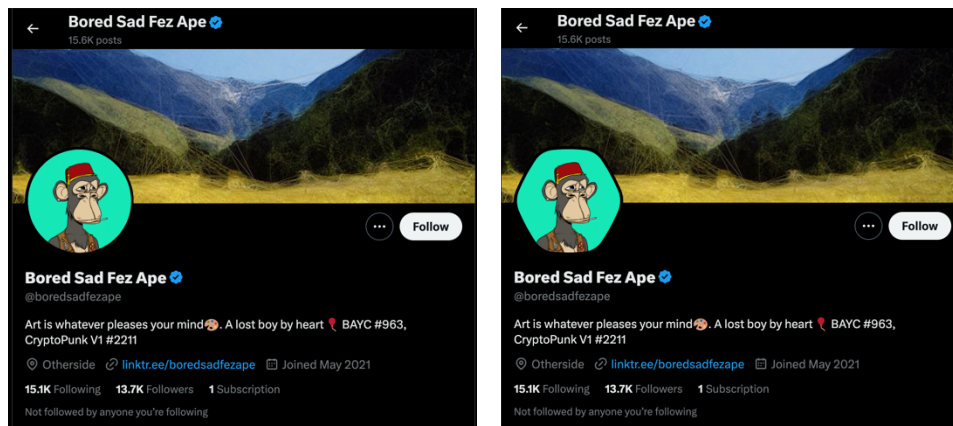 Bored Sad Fez Ape
15.6K posts
Follow
Bored Sad Fez Ape
@boredsadfezape
Art is whatever pleases your mind🎨. A lost boy by heart 🎈 BAYC #963,
CryptoPunk V1 #2211
Otherside linktr.ee/boredsadfezape Joined May 2021
15.1K Following 13.7K Followers 1 Subscription
Not followed by anyone you're following
Bored Sad Fez Ape
15.6K posts
Follow
Bored Sad Fez Ape
@boredsadfezape
Art is whatever pleases your mind🎨. A lost boy by heart 🎈 BAYC #963,
CryptoPunk V1 #2211
Otherside linktr.ee/boredsadfezape Joined May 2021
15.1K Following 13.7K Followers 1 Subscription
Not followed by anyone you're following